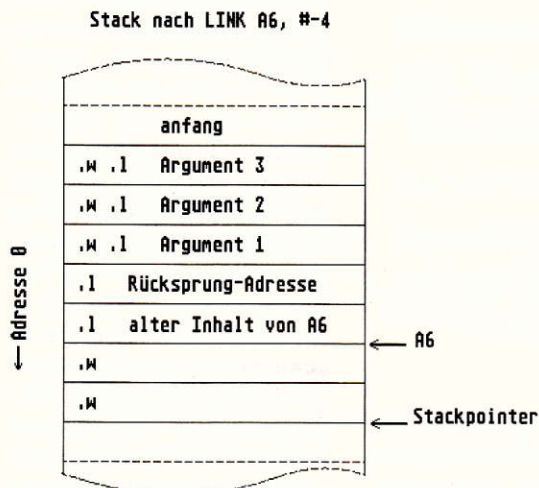 Stack nach LINK A6, #-4
anfang
.w .l Argument 3
.w .l Argument 2
.w .l Argument 1
.l Rücksprung-Adresse
.l alter Inhalt von A6
← A6
.w
.w
← Stackpointer
← Adresse 0